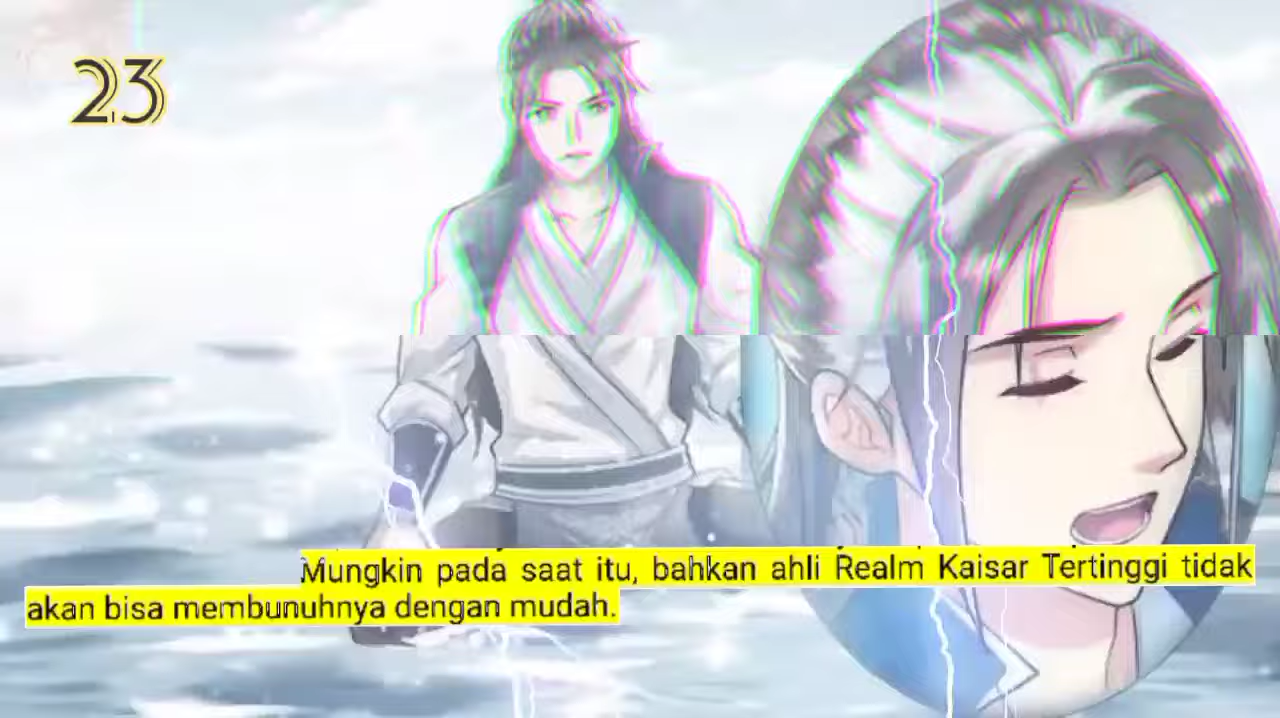 23
Mungkin pada saat itu, bahkan ahli Realm Kaisar Tertinggi tidak
akan bisa membunuhnya dengan mudah.